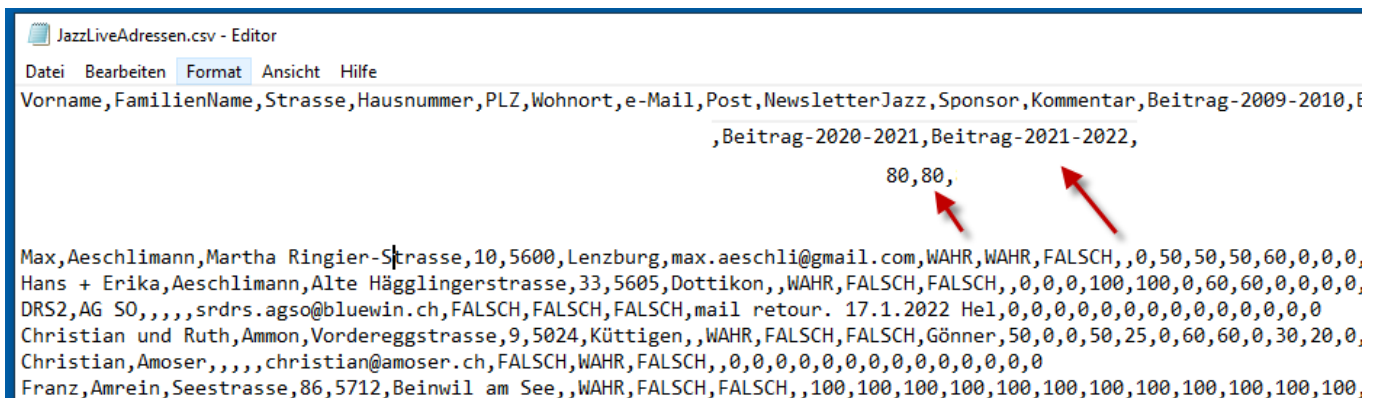 JazzLiveAdressen.csv - Editor
Datei Bearbeiten Format Ansicht Hilfe
Vorname,FamilienName,Strasse,Hausnummer,PLZ,Wohnort,e-Mail,Post,NewsletterJazz,Sponsor,Kommentar,Beitrag-2009-2010,
,Beitrag-2020-2021,Beitrag-2021-2022,
80,80,
Max,Aeschlimann,Martha Ringier-Strasse,10,5600,Lenzburg,max.aeschli@gmail.com,WAHR,WAHR,FALSCH,,0,50,50,50,60,0,0,0,
Hans + Erika,Aeschlimann,Alte Hägglingerstrasse,33,5605,Dottikon,,WAHR,FALSCH,FALSCH,,0,0,0,100,100,0,60,60,0,0,0,0,
DRS2,AG SO,,,,,srdrs.agso@bluewin.ch,FALSCH,FALSCH,FALSCH,mail retour. 17.1.2022 Hel,0,0,0,0,0,0,0,0,0,0,0,0,0
Christian und Ruth,Ammon,Vordereggstrasse,9,5024,Küttigen,,WAHR,FALSCH,FALSCH,Gönner,50,0,0,50,25,0,60,60,0,30,20,0,
Christian,Amoser,,,,,christian@amoser.ch,FALSCH,WAHR,FALSCH,,0,0,0,0,0,0,0,0,0,0,0,0,0
Franz,Amrein,Seestrasse,86,5712,Beinwil am See,,WAHR,FALSCH,FALSCH,,100,100,100,100,100,100,100,100,100,100,100,100,